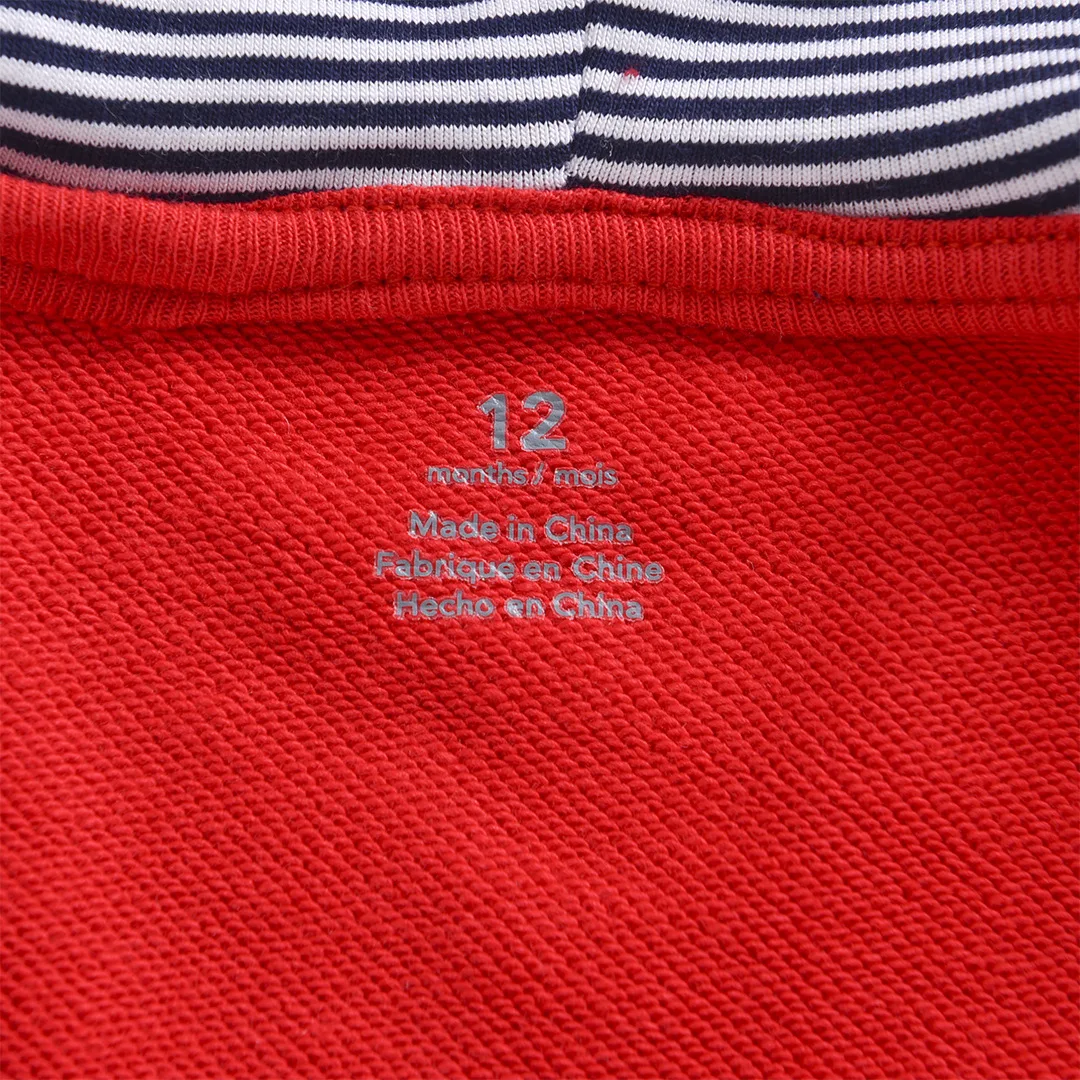 12
months / mois
Made in China
Fabriqué en Chine
Hecho en China